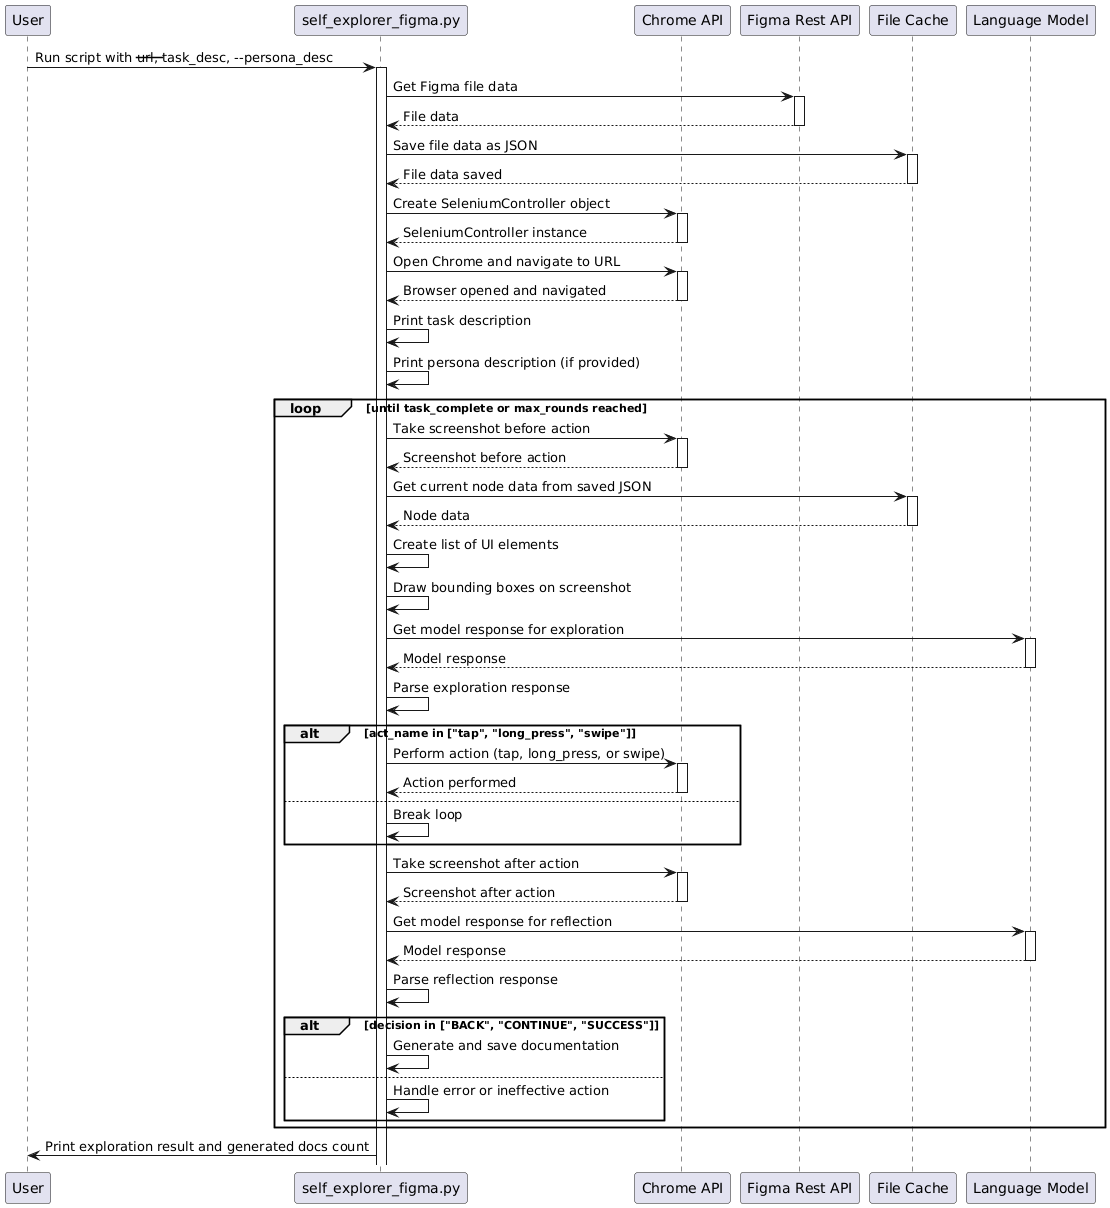 User
self_explorer_figma.py
Chrome API
Figma Rest API
File Cache
Language Model
Run script with url, task_desc, --persona_desc
Get Figma file data
File data
Save file data as JSON
File data saved
Create SeleniumController object
SeleniumController instance
Open Chrome and navigate to URL
Browser opened and navigated
Print task description
Print persona description (if provided)
loop [until task_complete or max_rounds reached]
Take screenshot before action
Screenshot before action
Get current node data from saved JSON
Node data
Create list of UI elements
Draw bounding boxes on screenshot
Get model response for exploration
Model response
Parse exploration response
alt [act_name in ["tap", "long_press", "swipe"]]
Perform action (tap, long_press, or swipe)
Action performed
Break loop
Take screenshot after action
Screenshot after action
Get model response for reflection
Model response
Parse reflection response
alt [decision in ["BACK", "CONTINUE", "SUCCESS"]]
Generate and save documentation
Handle error or ineffective action
Print exploration result and generated docs count
User
self_explorer_figma.py
Chrome API
Figma Rest API
File Cache
Language Model